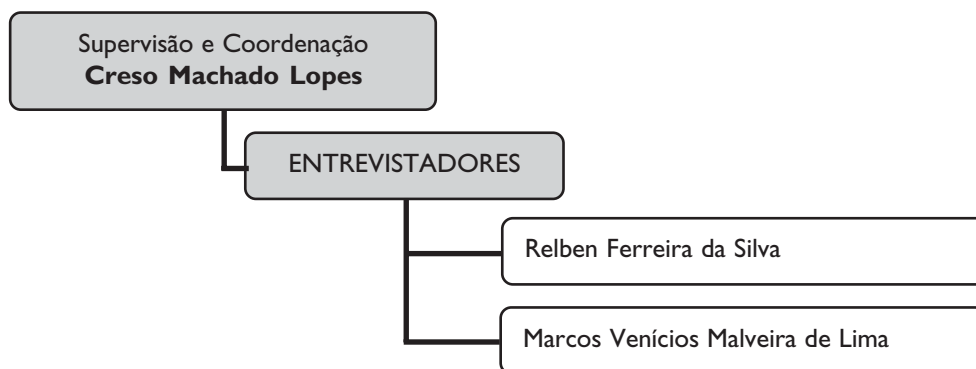 Supervisão e Coordenação
Creso Machado Lopes
ENTREVISTADORES
Relben Ferreira da Silva
Marcos Venícios Malveira de Lima